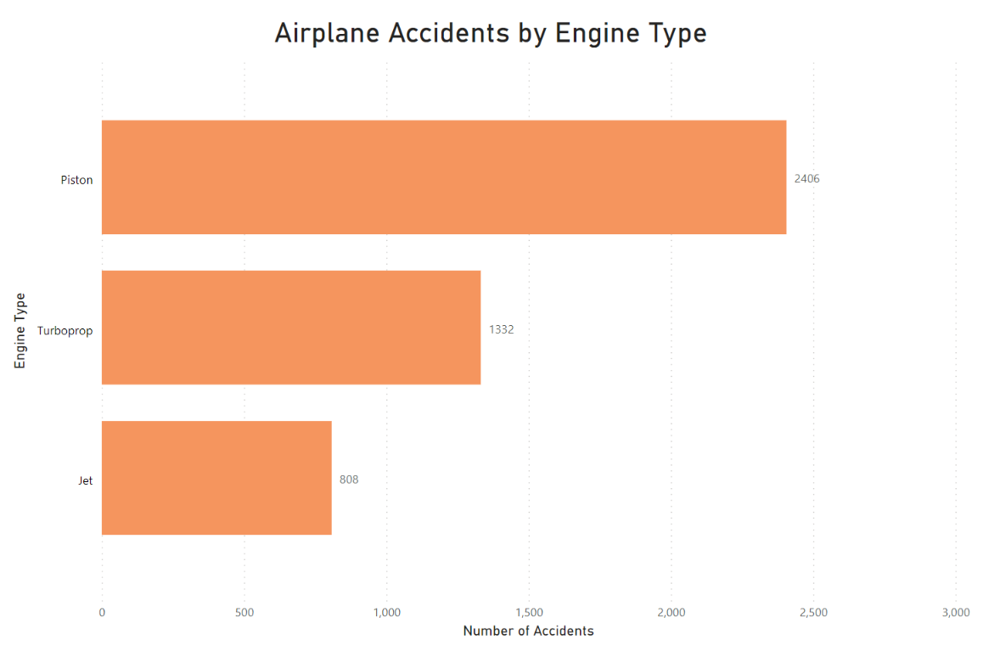 Airplane Accidents by Engine Type
Engine Type
Piston
2406
Turboprop
1332
Jet
808
0
500
1,000
1,500
2,000
2,500
3,000
Number of Accidents